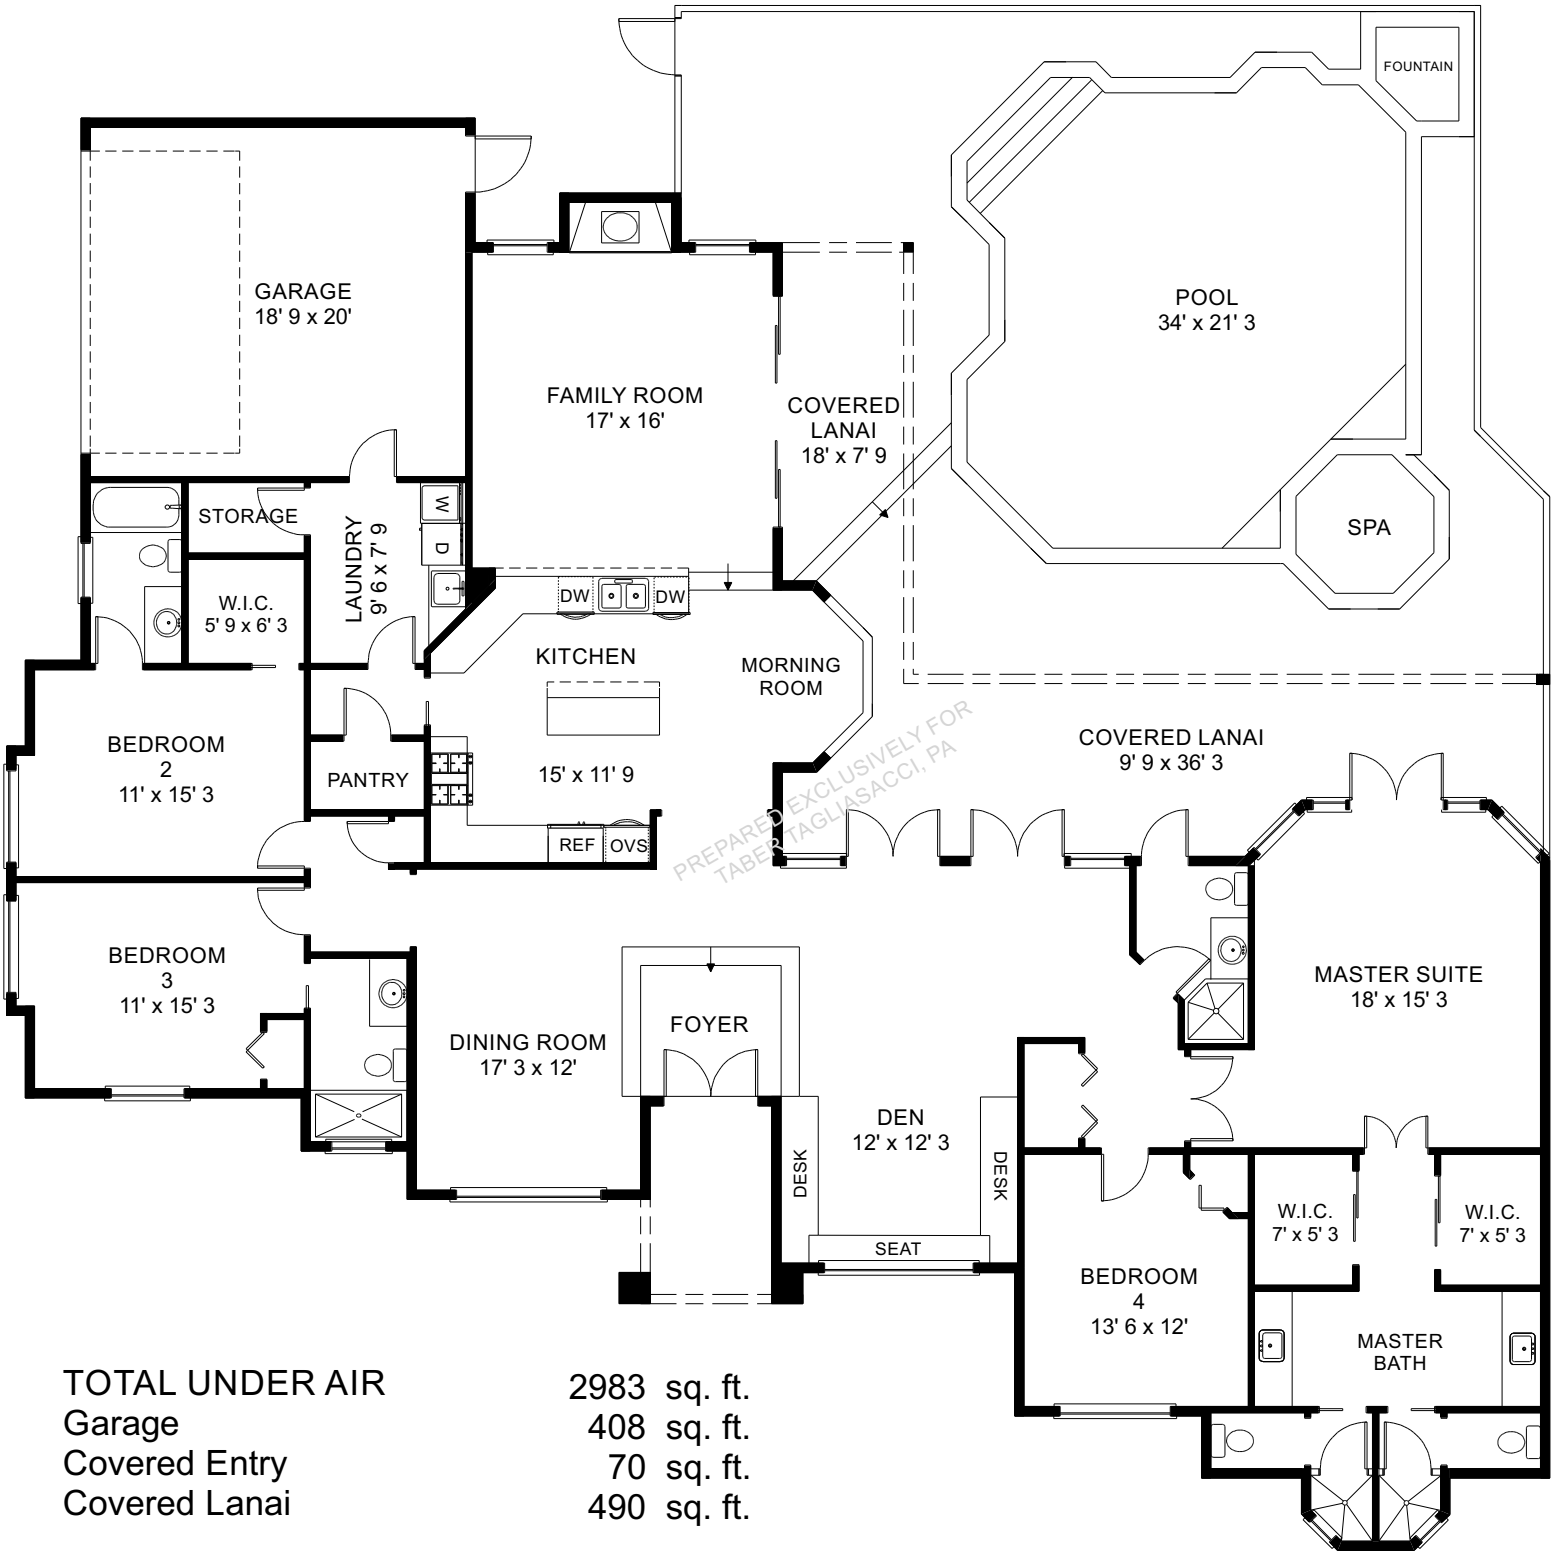 FOUNTAIN
GARAGE
18' 9 x 20'
POOL
34' x 21' 3
FAMILY ROOM
17' x 16'
COVERED
LANAI
18' x 7' 9
STORAGE
LAUNDRY
9' 6 x 7' 9
W
D
SPA
W.I.C.
5' 9 x 6' 3
DW
DW
KITCHEN
15' x 11' 9
MORNING
ROOM
BEDROOM
2
11' x 15' 3
PANTRY
REF
OVS
COVERED LANAI
9' 9 x 36' 3
PREPARED EXCLUSIVELY FOR
TABER TAGLIASACCI, PA
BEDROOM
3
11' x 15' 3
DINING ROOM
17' 3 x 12'
FOYER
MASTER SUITE
18' x 15' 3
DEN
12' x 12' 3
DESK
DESK
SEAT
W.I.C.
7' x 5' 3
W.I.C.
7' x 5' 3
BEDROOM
4
13' 6 x 12'
MASTER
BATH
TOTAL UNDER AIR 2983 sq. ft.
Garage 408 sq. ft.
Covered Entry 70 sq. ft.
Covered Lanai 490 sq. ft.